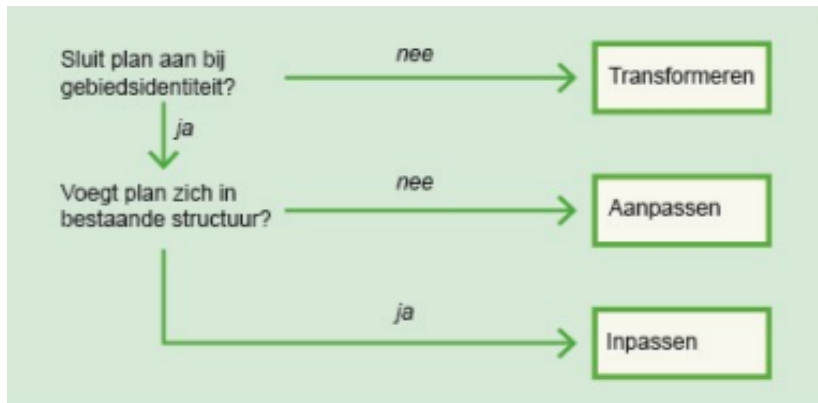 Sluit plan aan bij
gebiedsidentiteit?
nee
Transformeren
ja
Voegt plan zich in
bestaande structuur?
nee
Aanpassen
ja
Inpassen